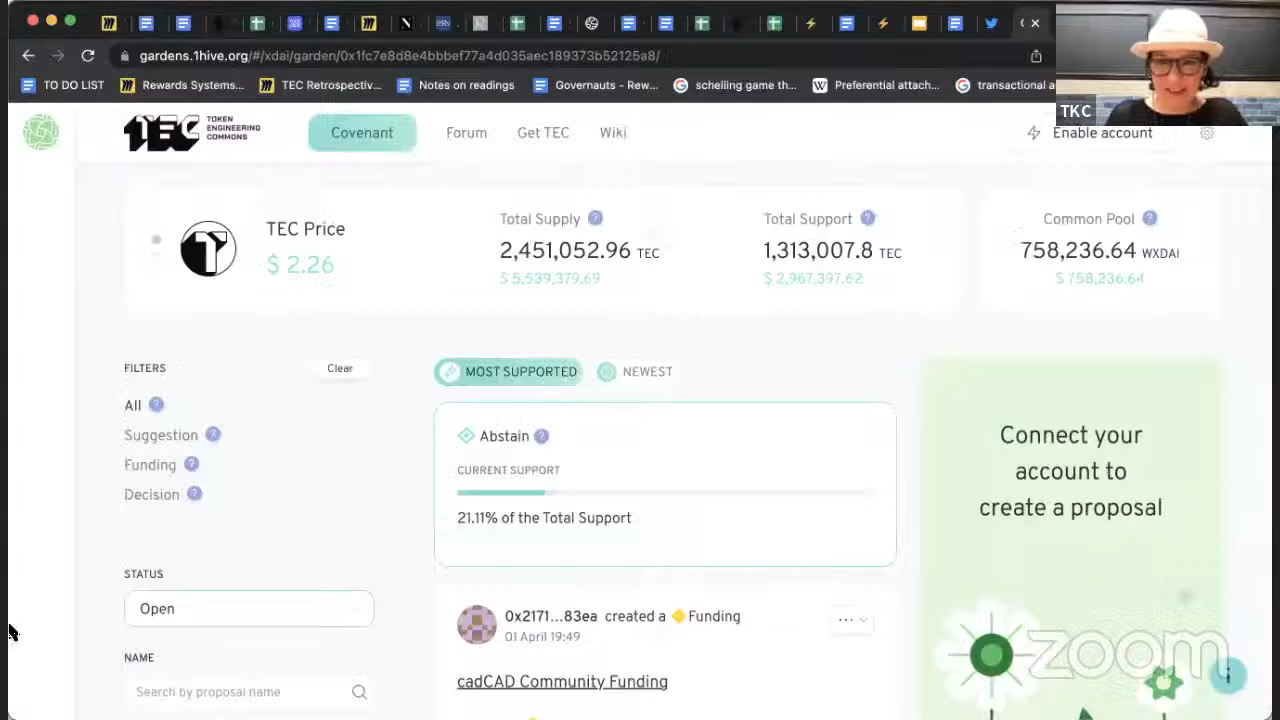 gardens.1hive.org/#/xdai/garden/0x1fc7e8d8e4bbbef77a4d035aec189373b52125a8/
TO DO LIST
Rewards Systems...
TEC Retrospectiv...
Notes on readings
Governauts - Rew...
schelling game th...
Preferential attach...
transactional a
TKC
TEC
TOKEN
ENGINEERING
COMMONS
Covenant
Forum
Get TEC
Wiki
Enable account
TEC Price
$ 2.26
Total Supply ?
2,451,052.96 TEC
$ 5,539,379.69
Total Support ?
1,313,007.8 TEC
$ 2,967,397.62
Common Pool ?
758,236.64 WXDAI
$ 758,236.64
FILTERS
Clear
All ?
Suggestion ?
Funding ?
Decision ?
STATUS
Open
NAME
Search by proposal name
MOST SUPPORTED
NEWEST
Abstain ?
CURRENT SUPPORT
21.11% of the Total Support
0x2171...83ea created a Funding
01 April 19:49
cadCAD Community Funding
Connect your
account to
create a proposal
zoom
i